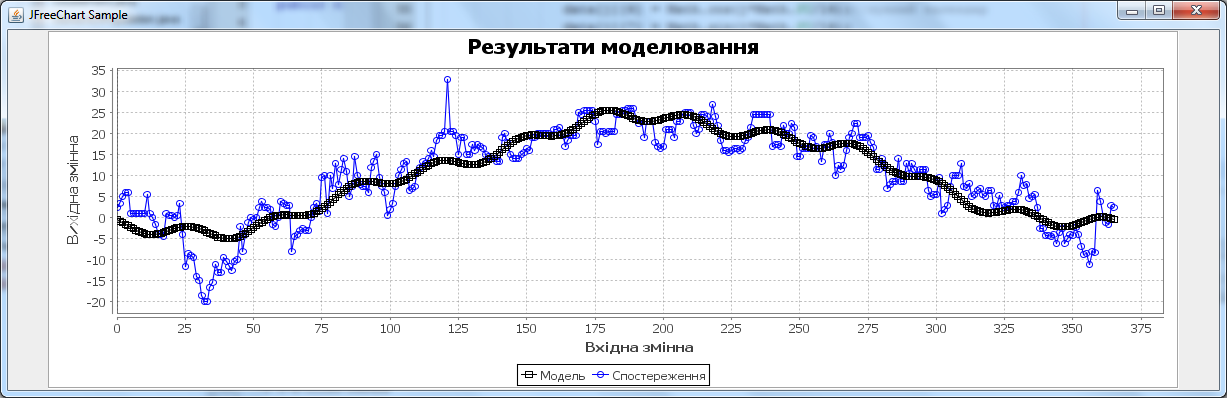 JFreeChart Sample
Результати моделювання
Вихідна змінна
35
30
25
20
15
10
5
0
-5
-10
-15
-20
0 25 50 75 100 125 150 175 200 225 250 275 300 325 350 375
Вхідна змінна
Модель Спостереження